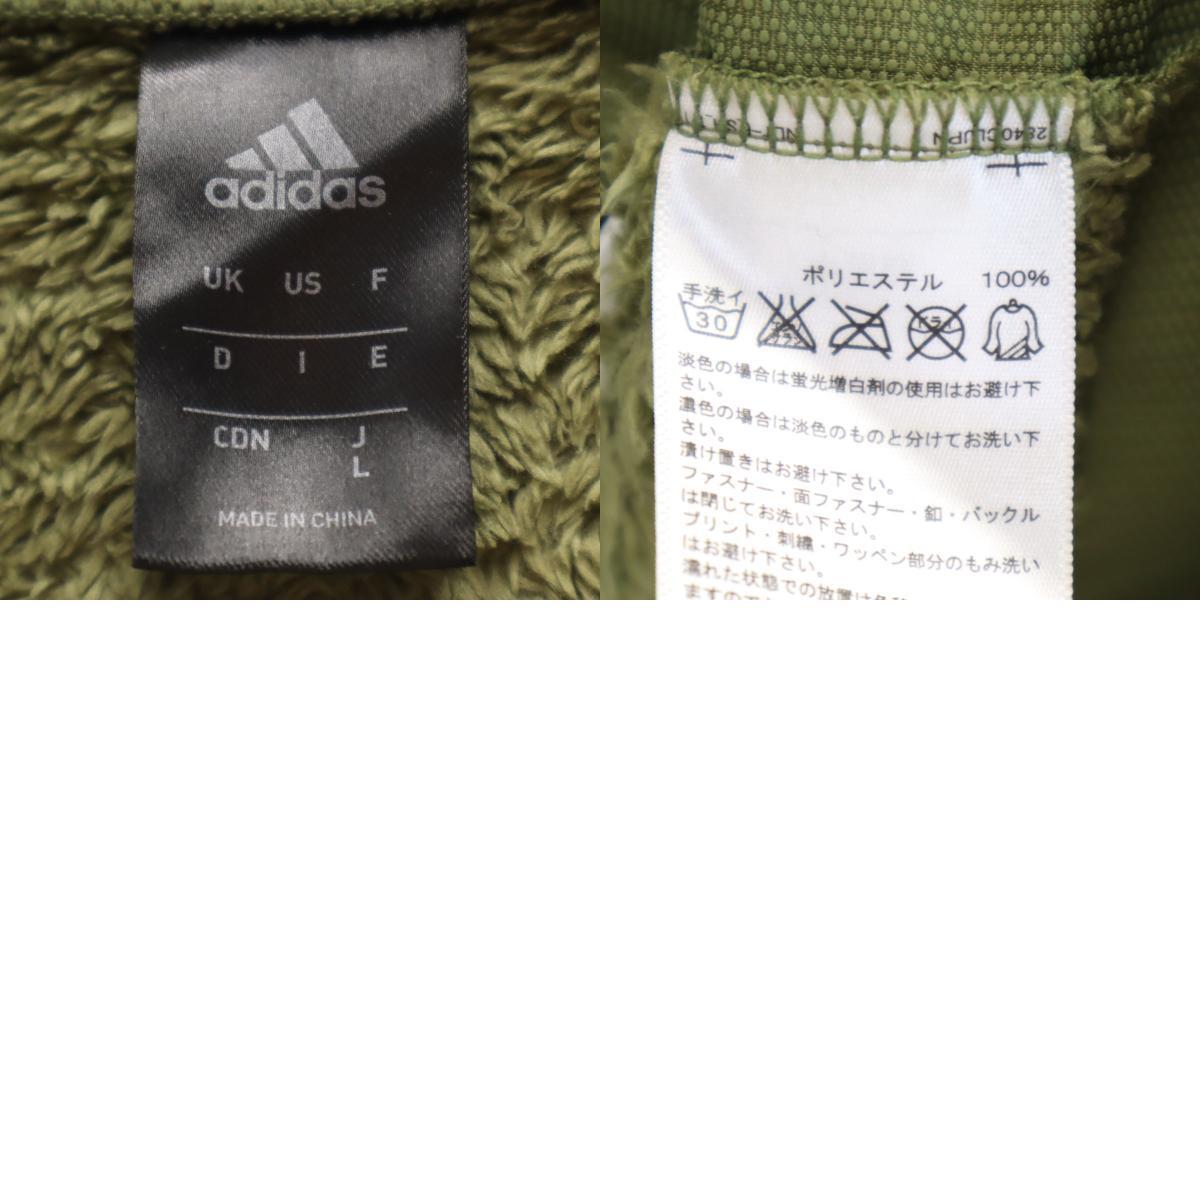 adidas
UK US F
D I E
CDN J
L
MADE IN CHINA
ポリエステル 100%
手洗イ
30
淡色の場合は蛍光増白剤の使用はお避け下
さい。
濃色の場合は淡色のものと分けてお洗い下
さい。
漬け置きはお避け下さい。
ファスナー・面ファスナー・釦・バックル
は閉じてお洗い下さい。
プリント・刺繍・ワッペン部分のもみ洗い
はお避け下さい。
濡れた状態での放置は
ますので